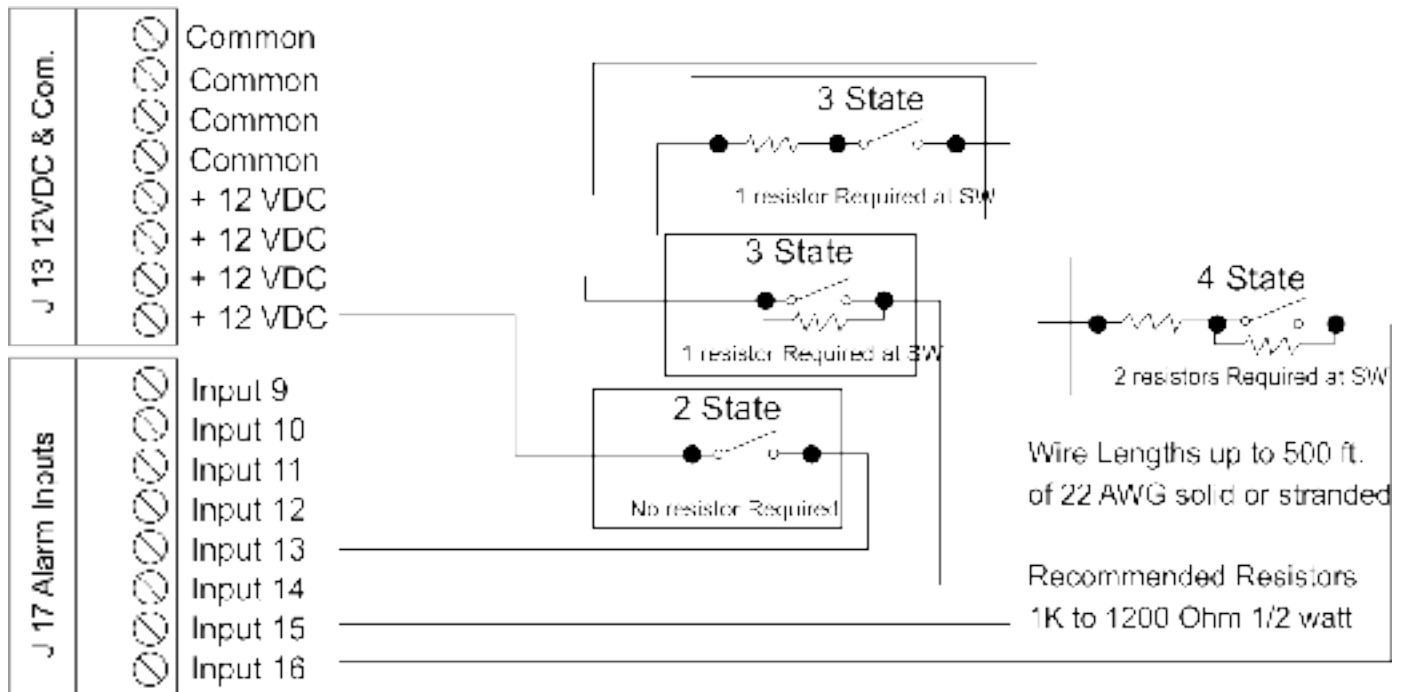 J 13 12VDC & Com.
Common
Common
Common
Common
+ 12 VDC
+ 12 VDC
+ 12 VDC
+ 12 VDC
J 17 Alarm Inputs
Input 9
Input 10
Input 11
Input 12
Input 13
Input 14
Input 15
Input 16
3 State
1 resistor Required at SW
3 State
1 resistor Required at SW
2 State
No resistor Required
4 State
2 resistors Required at SW
Wire Lengths up to 500 ft.
of 22 AWG solid or stranded
Recommended Resistors
1K to 1200 Ohm 1/2 watt